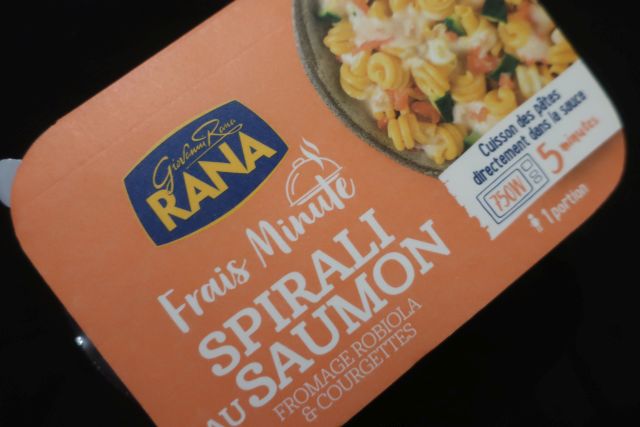 Giovanni Rana
RANA
Frais Minute
SPIRALI
AU SAUMON
FROMAGE ROBIOLA
& COURGETTES
Cuisson des pâtes
directement dans la sauce
750W
5 minutes
1 portion